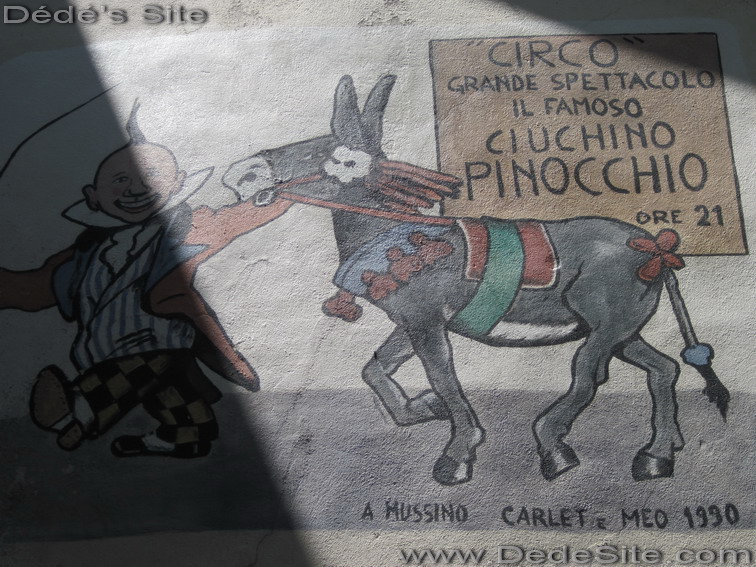 Dédé's Site
"CIRCO"
GRANDE SPETTACOLO
IL FAMOSO
CIUCHINO
PINOCCHIO
ORE 21
A MUSSINO CARLET E MEO 1990
www.DedeSite.com